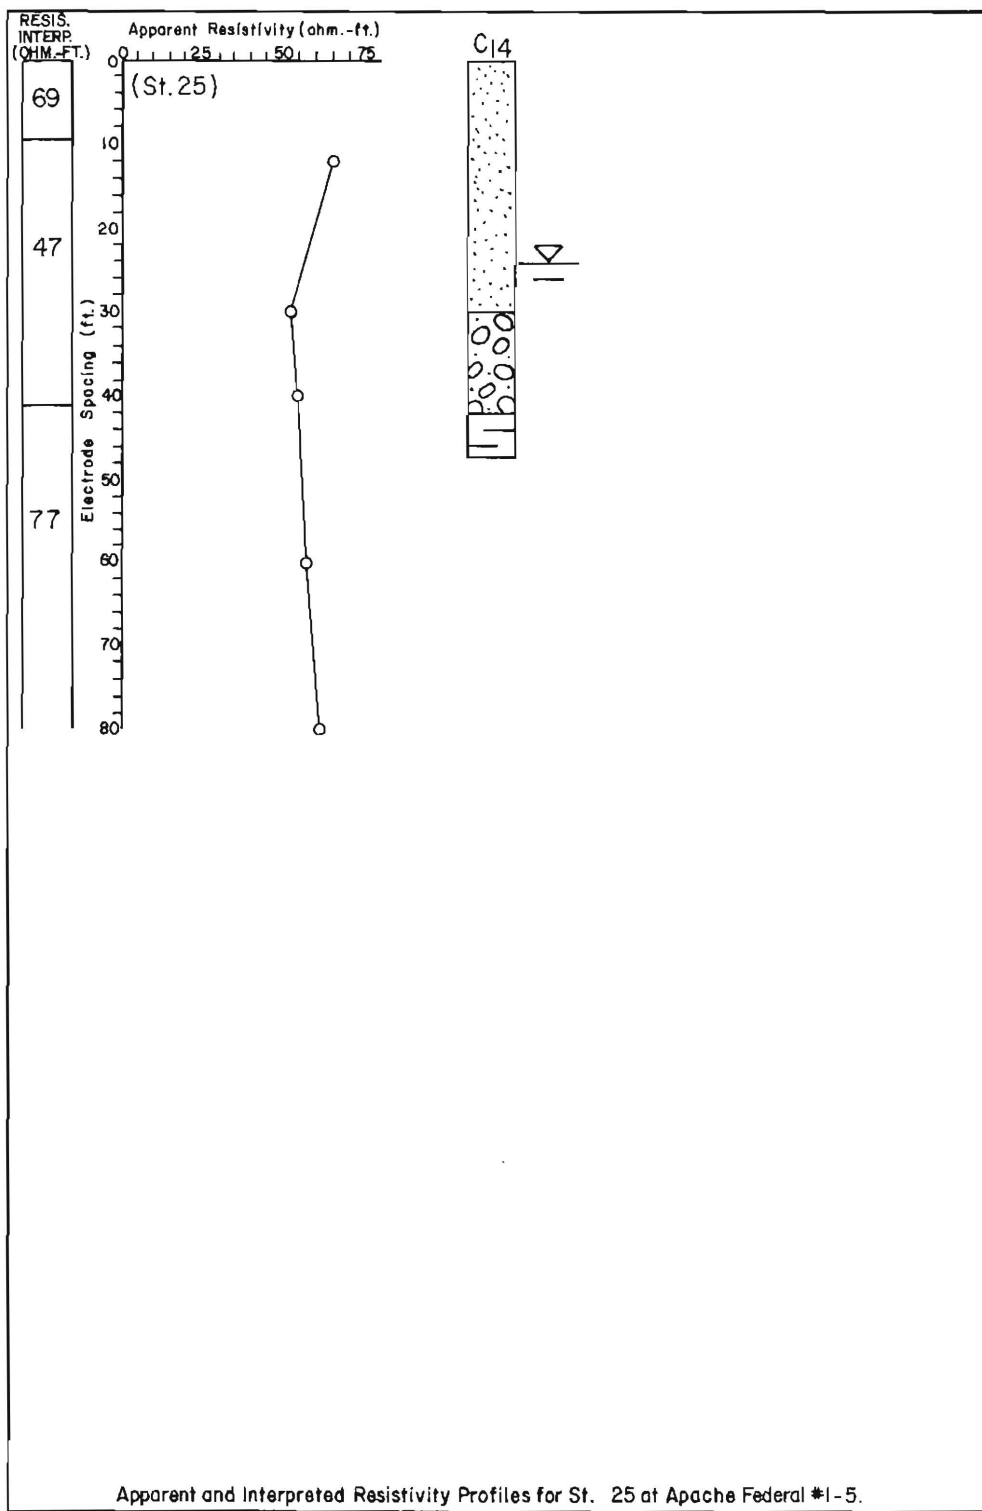 RESIS.
INTERP.
(OHM.-FT.)
Apparent Resistivity (ohm.-ft.)
0 25 50 75
(St. 25)
C14
69
47
77
Electrode Spacing (ft.)
0
10
20
30
40
50
60
70
80
Apparent and Interpreted Resistivity Profiles for St. 25 at Apache Federal #1-5.